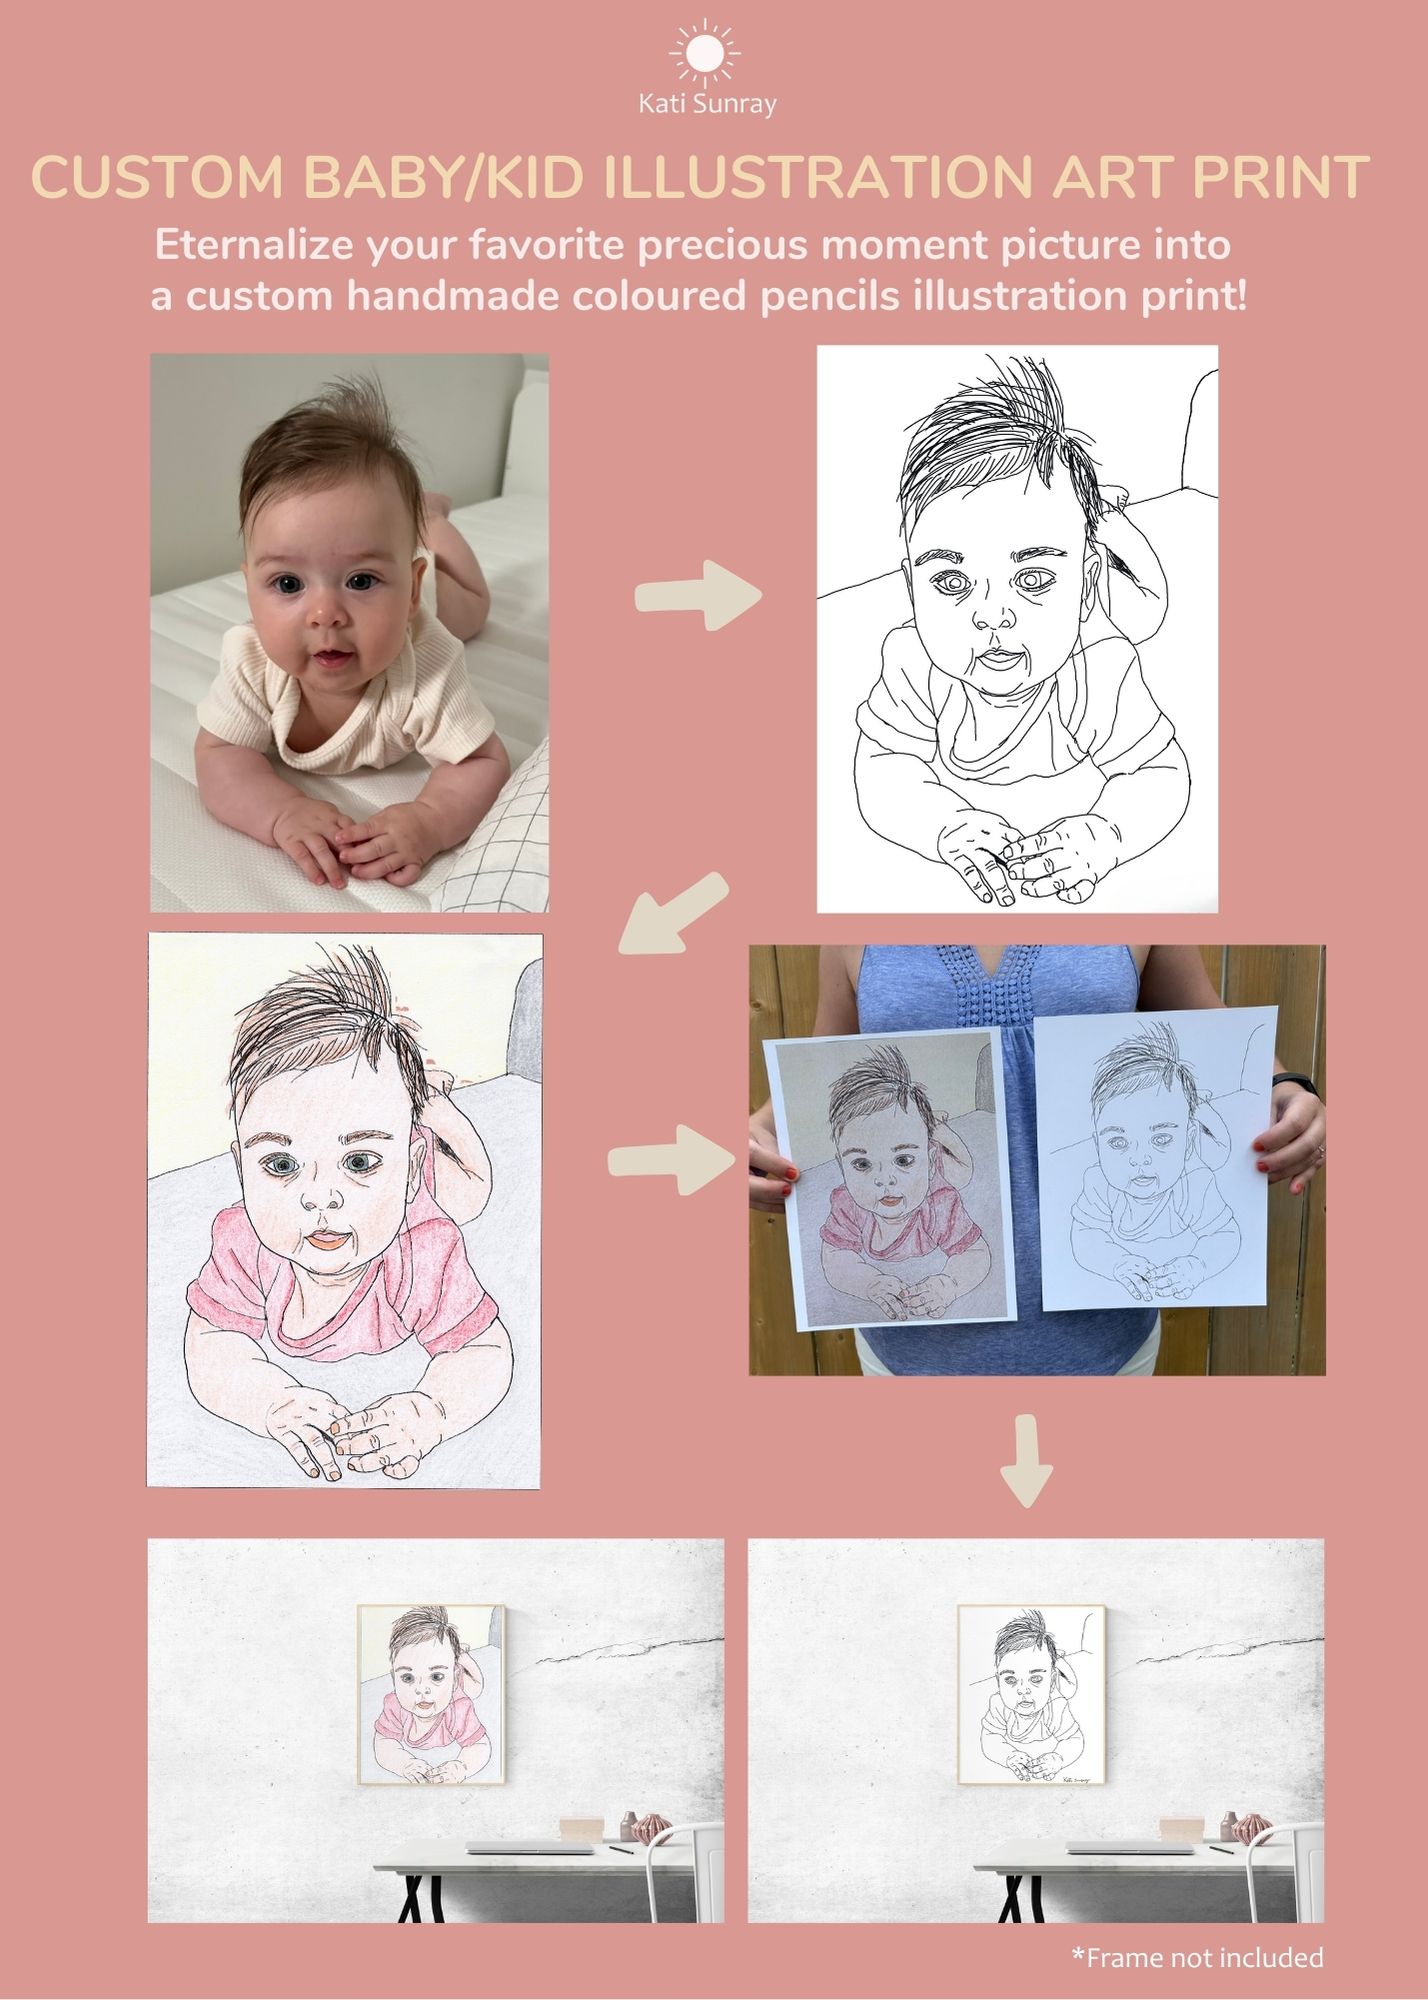 Kati Sunray
CUSTOM BABY/KID ILLUSTRATION ART PRINT
Eternalize your favorite precious moment picture into
a custom handmade coloured pencils illustration print!
Kati Sunray
*Frame not included